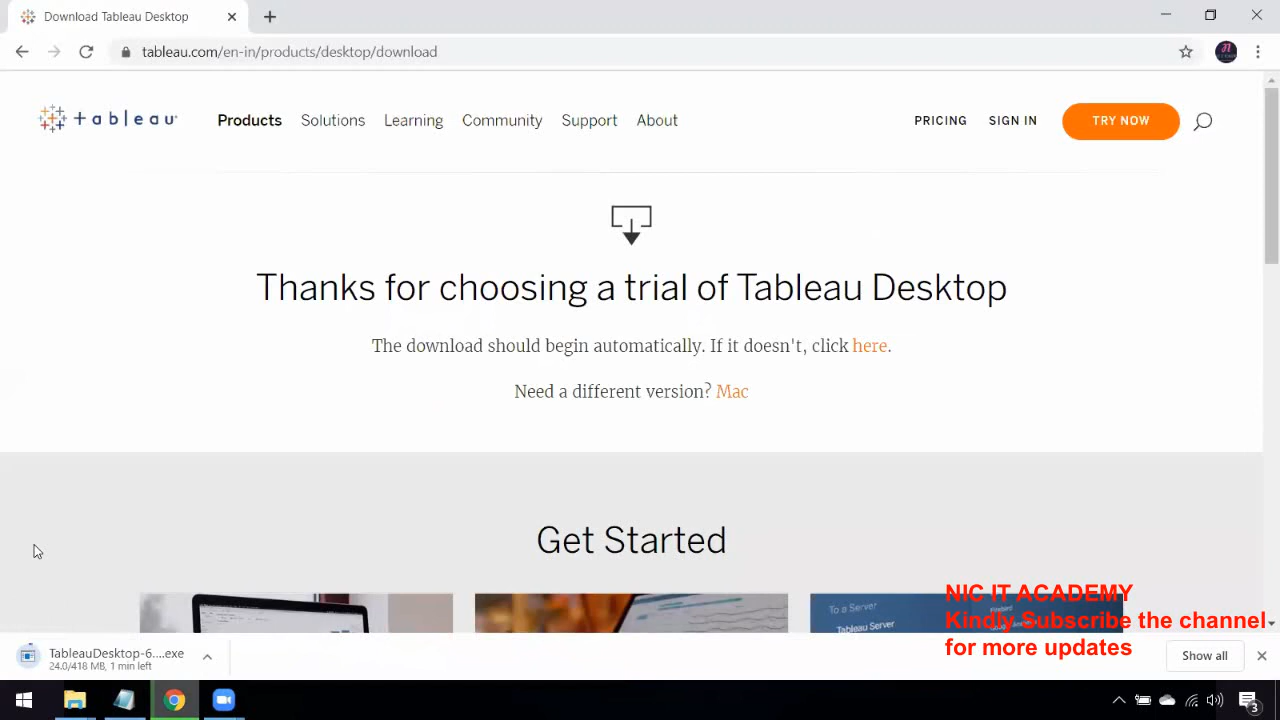 Download Tableau Desktop
tableau.com/en-in/products/desktop/download
+ableau
Products Solutions Learning Community Support About PRICING SIGN IN TRY NOW
Thanks for choosing a trial of Tableau Desktop
The download should begin automatically. If it doesn't, click here.
Need a different version? Mac
Get Started
To a Server
Tableau Server
NIC IT ACADEMY
Kindly Subscribe the channel
for more updates
TableauDesktop-6....exe
24.0/418 MB, 1 min left
Show all
3